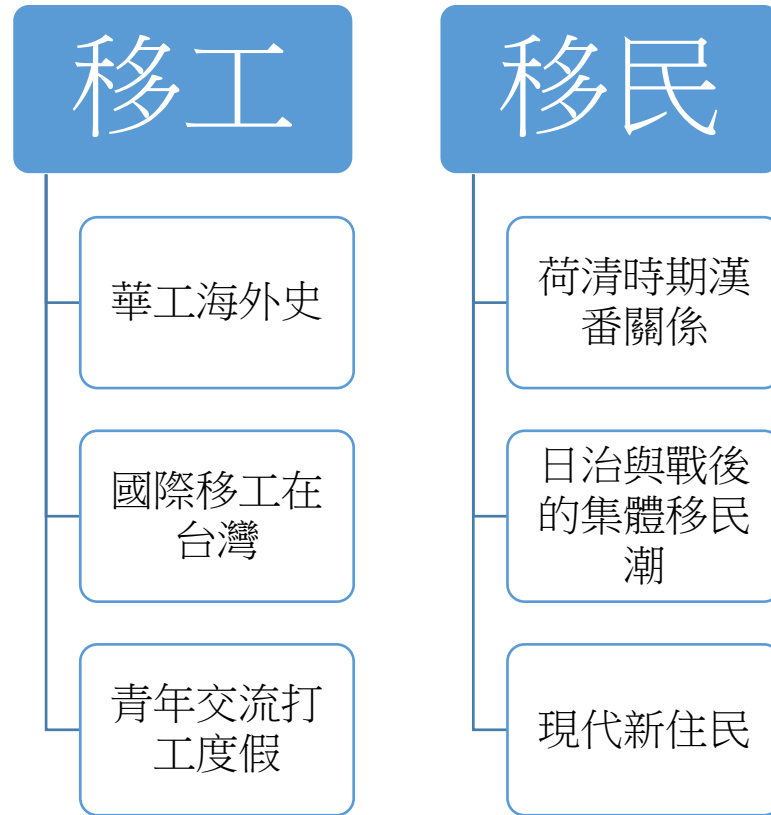 移工
華工海外史
國際移工在
台灣
青年交流打
工度假
移民
荷清時期漢
番關係
日治與戰後
的集體移民
潮
現代新住民